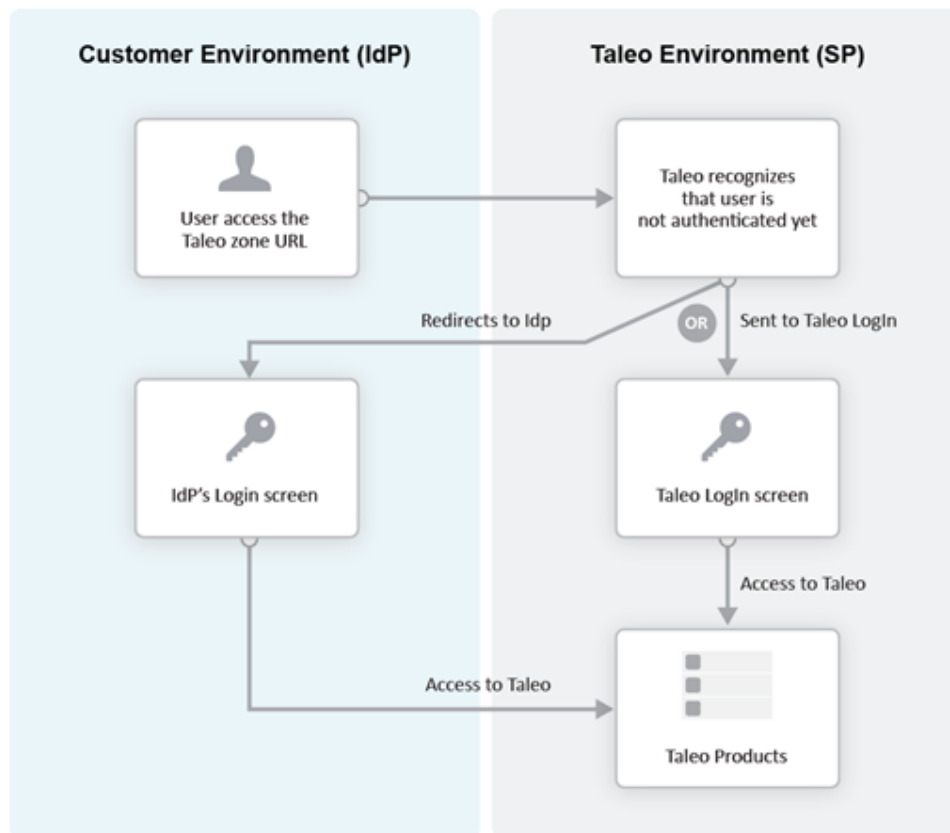 Customer Environment (IdP)
Taleo Environment (SP)
User access the
Taleo zone URL
Taleo recognizes
that user is
not authenticated yet
Redirects to Idp
OR
Sent to Taleo LogIn
IdP's Login screen
Taleo LogIn screen
Access to Taleo
Access to Taleo
Taleo Products